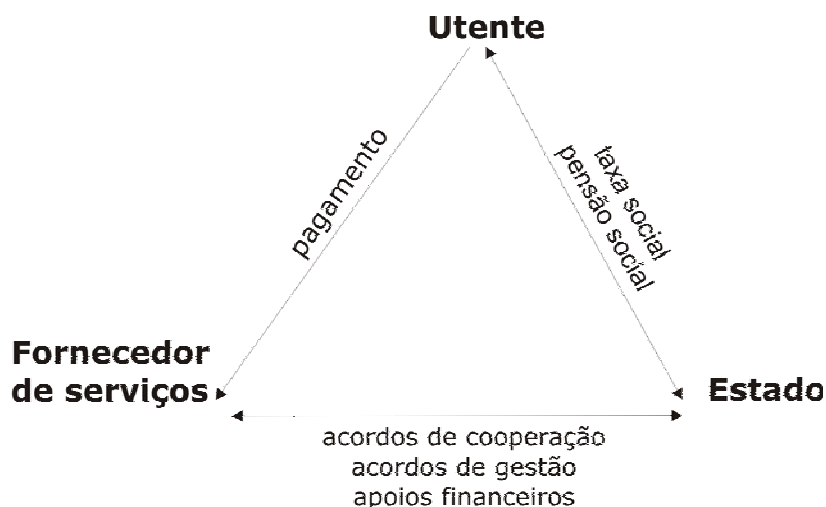 Utente
pagamento
taxa social
pensão social
Fornecedor
de serviços
Estado
acordos de cooperação
acordos de gestão
apoios financeiros